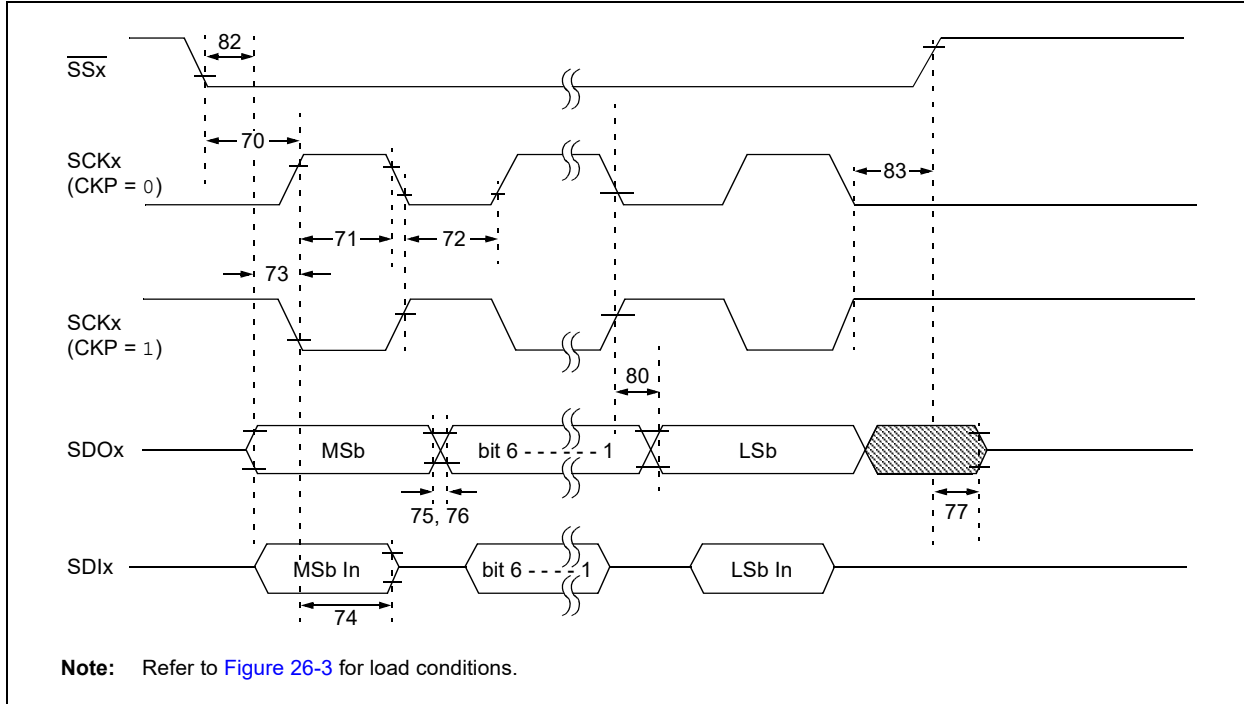 82
SSx
70
SCKx
(CKP = 0)
83
71
72
73
SCKx
(CKP = 1)
80
SDOx
MSb
bit 6 - - - - - - 1
LSb
75, 76
77
SDIx
MSb In
bit 6 - - - - 1
LSb In
74
Note: Refer to Figure 26-3 for load conditions.